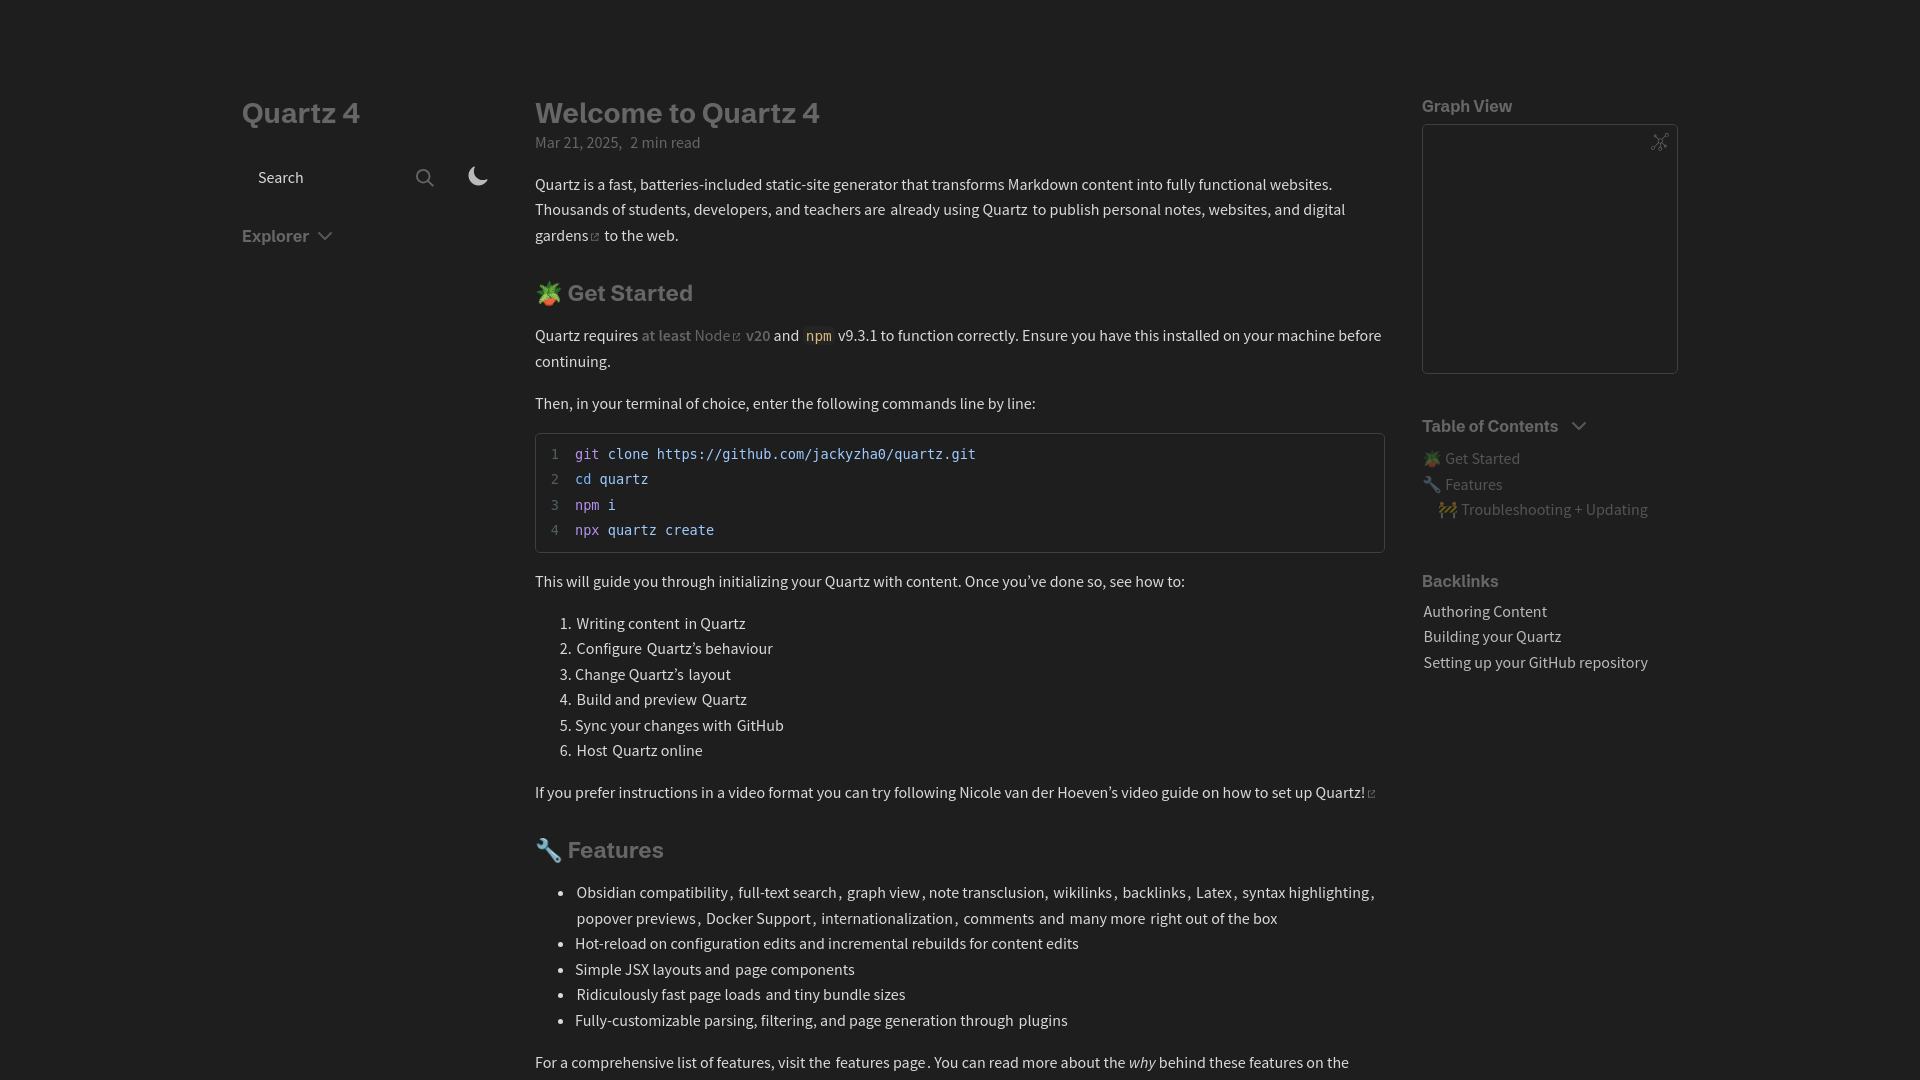 Quartz 4
Search
Explorer
Welcome to Quartz 4
Mar 21, 2025, 2 min read
Quartz is a fast, batteries-included static-site generator that transforms Markdown content into fully functional websites.
Thousands of students, developers, and teachers are already using Quartz to publish personal notes, websites, and digital
gardens to the web.
🪴 Get Started
Quartz requires at least Node v20 and npm v9.3.1 to function correctly. Ensure you have this installed on your machine before
continuing.
Then, in your terminal of choice, enter the following commands line by line:
1 git clone https://github.com/jackyzha0/quartz.git
2 cd quartz
3 npm i
4 npx quartz create
This will guide you through initializing your Quartz with content. Once you’ve done so, see how to:
1. Writing content in Quartz
2. Configure Quartz’s behaviour
3. Change Quartz’s layout
4. Build and preview Quartz
5. Sync your changes with GitHub
6. Host Quartz online
If you prefer instructions in a video format you can try following Nicole van der Hoeven’s video guide on how to set up Quartz!
🔧 Features
• Obsidian compatibility, full-text search, graph view, note transclusion, wikilinks, backlinks, Latex, syntax highlighting,
popover previews, Docker Support, internationalization, comments and many more right out of the box
• Hot-reload on configuration edits and incremental rebuilds for content edits
• Simple JSX layouts and page components
• Ridiculously fast page loads and tiny bundle sizes
• Fully-customizable parsing, filtering, and page generation through plugins
For a comprehensive list of features, visit the features page. You can read more about the why behind these features on the
Graph View
Table of Contents
🪴 Get Started
🔧 Features
🚧 Troubleshooting + Updating
Backlinks
Authoring Content
Building your Quartz
Setting up your GitHub repository